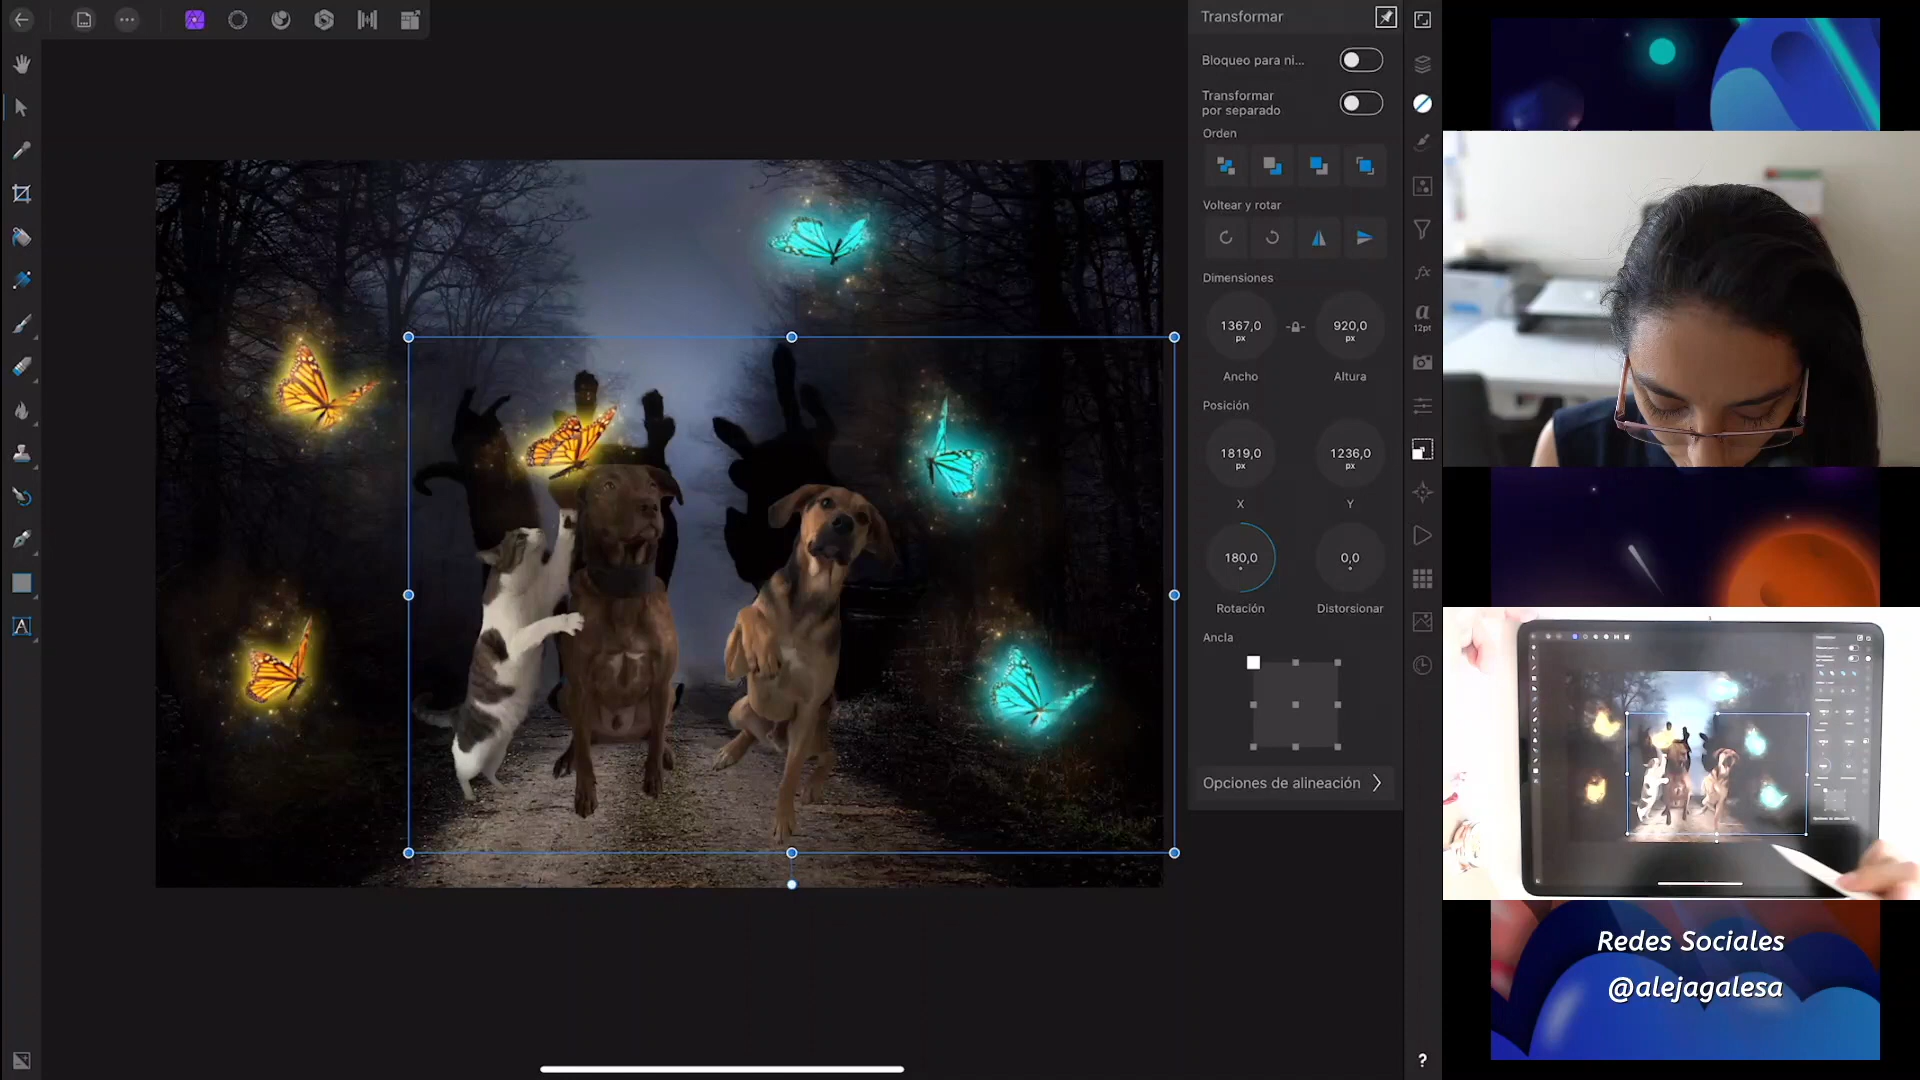 Transformar
Bloqueo para ni...
Transformar
por separado
Orden
Voltear y rotar
Dimensiones
1367,0
px
920,0
px
Ancho
Altura
Posición
1819,0
px
1236,0
px
X
Y
180,0
°
0,0
°
Rotación
Distorsionar
Ancla
Opciones de alineación
fx
a
12pt
A
?
Redes Sociales
@alejagalesa